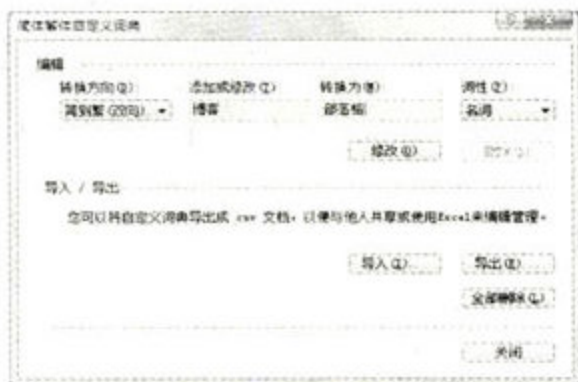 简体繁体自定义词典
编辑
转换方向(D) 添加或修改(T) 转换为(W) 词性(P)
简到繁(双向) 博客 部落格 名词
修改(O)
导入 / 导出
您可以将自定义词典导出成 csv 文档，以便与他人共享或使用Excel来编辑管理。
导入(I)... 导出(E)
全部删除(L)
关闭